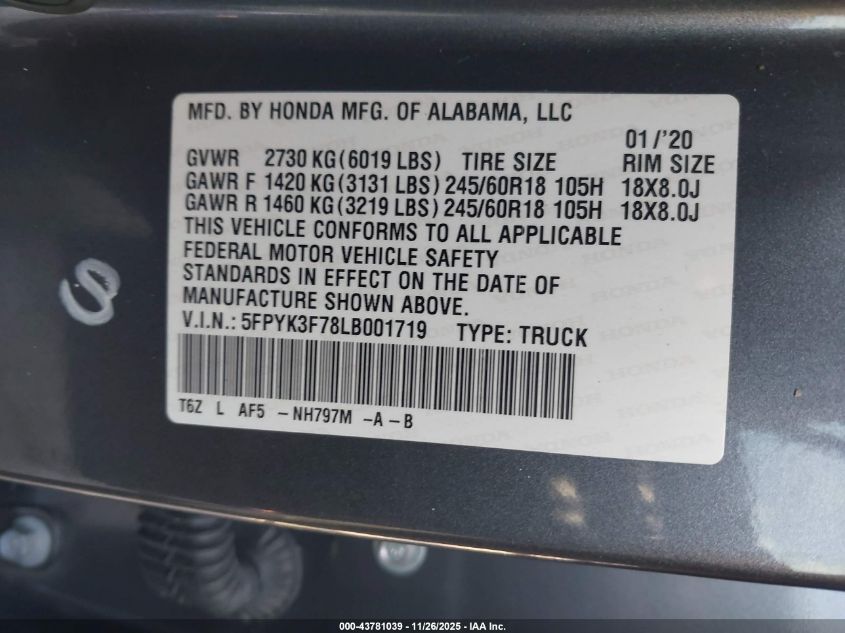 MFD. BY HONDA MFG. OF ALABAMA, LLC
01/'20
GVWR 2730 KG(6019 LBS) TIRE SIZE RIM SIZE
GAWR F 1420 KG(3131 LBS) 245/60R18 105H 18X8.0J
GAWR R 1460 KG(3219 LBS) 245/60R18 105H 18X8.0J
THIS VEHICLE CONFORMS TO ALL APPLICABLE
FEDERAL MOTOR VEHICLE SAFETY
STANDARDS IN EFFECT ON THE DATE OF
MANUFACTURE SHOWN ABOVE.
V.I.N.: 5FPYK3F78LB001719 TYPE: TRUCK
T6Z L AF5 -NH797M -A-B
000-43781039 - 11/26/2025 - IAA Inc.